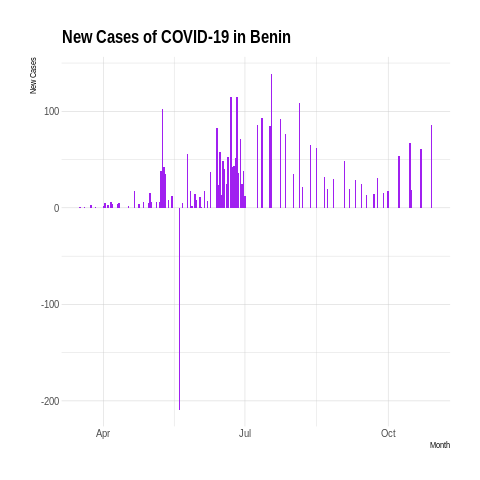 New Cases of COVID-19 in Benin
New Cases
100
0
-100
-200
Apr Jul Oct
Month